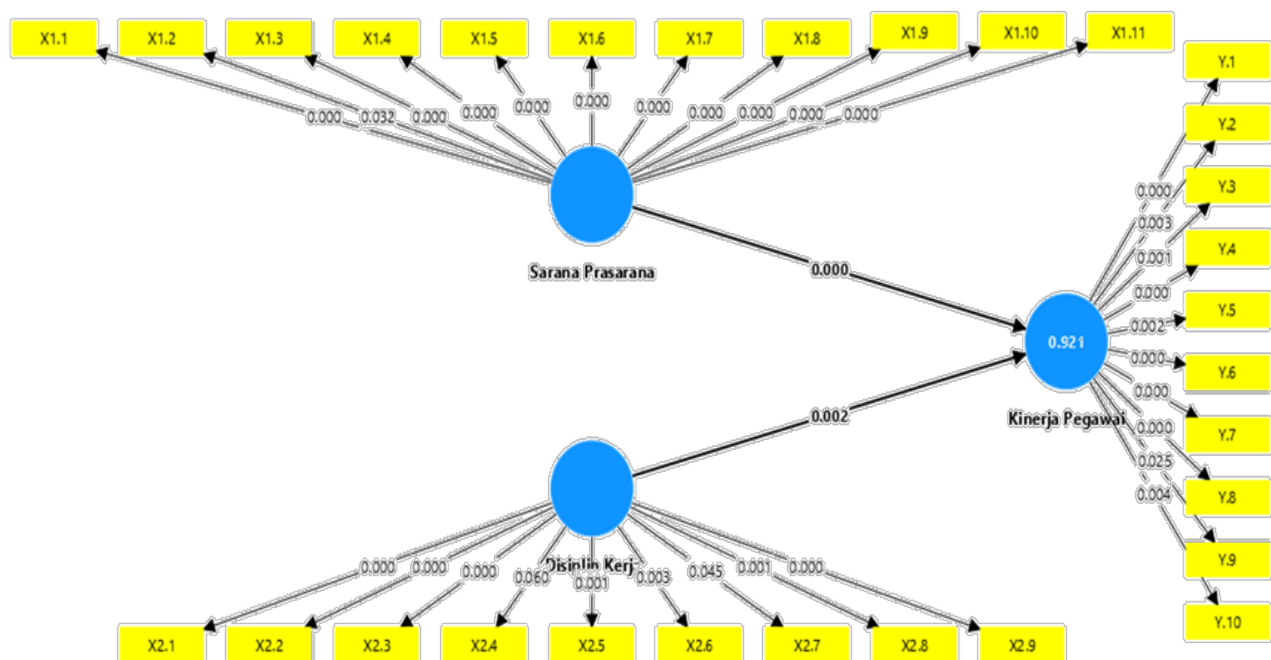 X1.1 X1.2 X1.3 X1.4 X1.5 X1.6 X1.7 X1.8 X1.9 X1.10 X1.11
0.000 0.032 0.000 0.000 0.000 0.000 0.000 0.000 0.000 0.000 0.000
Sarana Prasarana
0.000
0.002
0.921
Kinerja Pegawai
0.000
0.003
0.001
0.000
0.002
0.000
0.000
0.000
0.025
0.004
Y.1
Y.2
Y.3
Y.4
Y.5
Y.6
Y.7
Y.8
Y.9
Y.10
Disiplin Kerj
0.000 0.000 0.000 0.060 0.001 0.003 0.045 0.001 0.000
X2.1 X2.2 X2.3 X2.4 X2.5 X2.6 X2.7 X2.8 X2.9